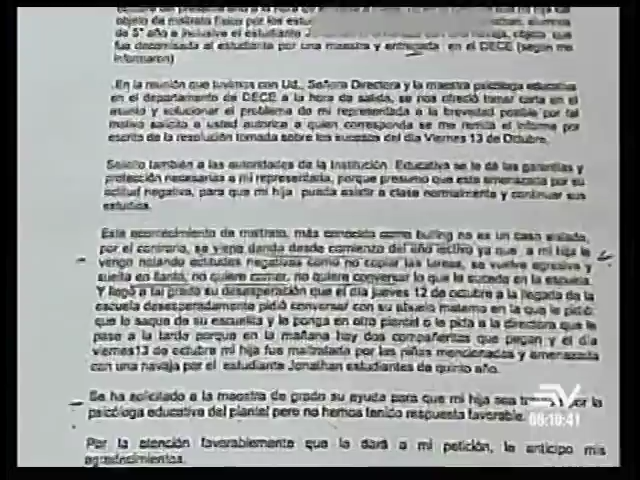 objeto de maltrato físico por los
de 5° año e inclusive el estudiante
fue decomisada al estudiante por una maestra y entregada en el DECE (según me
informaron)
En la reunión que tuvimos con Ud., Señora Directora y la maestra psicóloga educativa
en el departamento de DECE a la hora de salida, se nos ofreció tomar carta en el
asunto y solucionar el problema de mi representada a la brevedad posible por tal
motivo solicito a usted autorice a quien corresponda se me remita el informe por
escrito de la resolución tomada sobre los sucesos del día Viernes 13 de Octubre.
Solicito también a las autoridades de la Institución Educativa se le dé las garantías y
protección necesarias a mi representada, porque presumo que esta amenazada por su
actitud negativa, para que mi hija pueda asistir a clase normalmente y continuar sus
estudios.
Este acontecimiento de maltrato, más conocido como buling no es un caso aislado,
por el contrario, se viene dando desde comienzo del año lectivo ya que a mi hija le
vengo notando actitudes negativas como no copiar las tareas, se vuelve agresiva y
suelta en llanto, no quiere comer, no quiere conversar lo que le sucede en la escuela.
Y llegó a tal grado su desesperación que el día jueves 12 de octubre a la llegada de la
escuela desesperadamente pidió conversar con su abuela materna en la que le pidió
que la saque de su escuelita y le ponga en otro plantel o le pida a la directora que le
pase a la tarde porque en la mañana hay dos compañeritas que pegan y el día
viernes13 de octubre mi hija fue maltratada por las niñas mencionadas y amenazada
con una navaja por el estudiante Jonathan estudiantes de quinto año.
Se ha solicitado a la maestra de grado su ayuda para que mi hija sea por la
psicóloga educativa del plantel pero no hemos tenido respuesta favorable.
Por la atención favorablemente que la dará a mi petición, le anticipo mis
agradecimientos.
EV
08:10:41